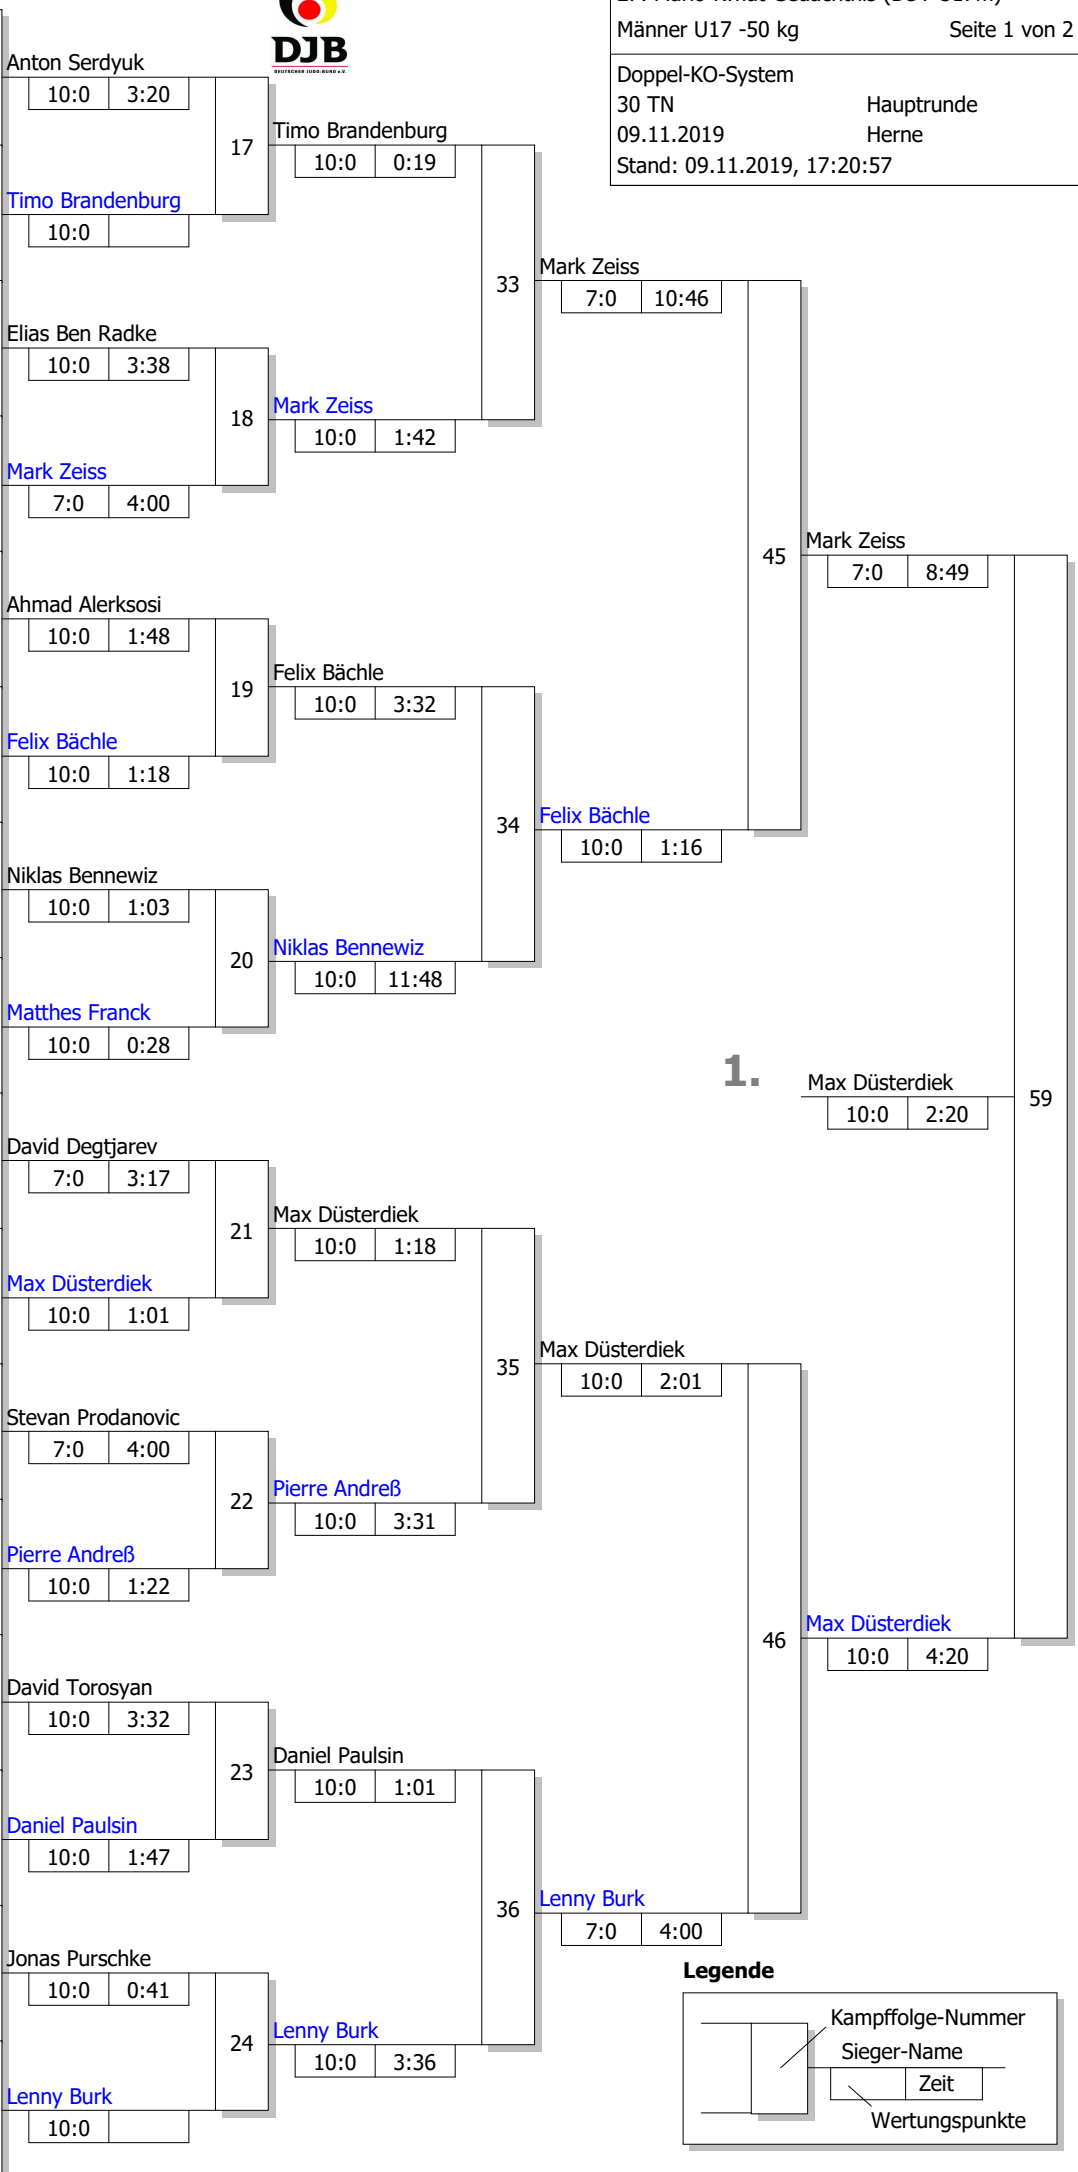 DJB
DEUTSCHER JUDO-BUND e.V.
Männer U17 -50 kg Seite 1 von 2
Doppel-KO-System
30 TN Hauptrunde
09.11.2019 Herne
Stand: 09.11.2019, 17:20:57
Anton Serdyuk
10:0 3:20
17
Timo Brandenburg
10:0 0:19
Timo Brandenburg
10:0
33
Mark Zeiss
7:0 10:46
Elias Ben Radke
10:0 3:38
18
Mark Zeiss
10:0 1:42
Mark Zeiss
7:0 4:00
45
Mark Zeiss
7:0 8:49
Ahmad Alerksosi
10:0 1:48
19
Felix Bächle
10:0 3:32
Felix Bächle
10:0 1:18
34
Felix Bächle
10:0 1:16
Niklas Bennewiz
10:0 1:03
20
Niklas Bennewiz
10:0 11:48
Matthes Franck
10:0 0:28
1.
Max Düsterdiek
10:0 2:20
59
David Degtjarev
7:0 3:17
21
Max Düsterdiek
10:0 1:18
Max Düsterdiek
10:0 1:01
35
Max Düsterdiek
10:0 2:01
Stevan Prodanovic
7:0 4:00
22
Pierre Andreß
10:0 3:31
Pierre Andreß
10:0 1:22
46
Max Düsterdiek
10:0 4:20
David Torosyan
10:0 3:32
23
Daniel Paulsin
10:0 1:01
Daniel Paulsin
10:0 1:47
36
Lenny Burk
7:0 4:00
Jonas Purschke
10:0 0:41
24
Lenny Burk
10:0 3:36
Lenny Burk
10:0
Legende
Kampffolge-Nummer
Sieger-Name
Zeit
Wertungspunkte